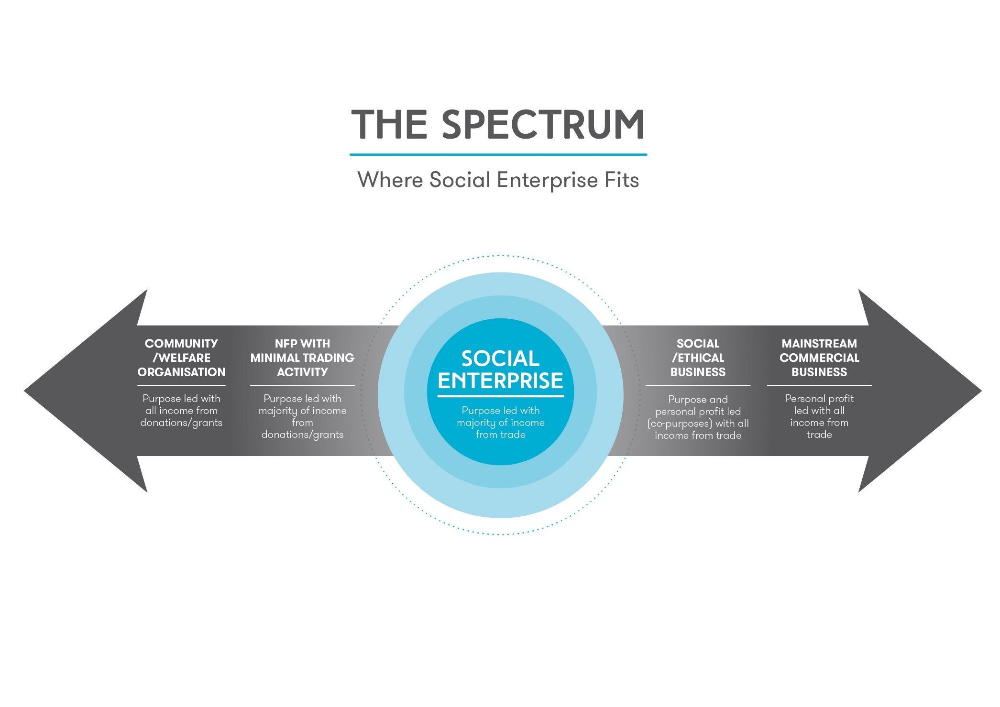 THE SPECTRUM
Where Social Enterprise Fits
COMMUNITY
/WELFARE
ORGANISATION
Purpose led with
all income from
donations/grants
NFP WITH
MINIMAL TRADING
ACTIVITY
Purpose led with
majority of income
from
donations/grants
SOCIAL
ENTERPRISE
Purpose led with
majority of income
from trade
SOCIAL
/ETHICAL
BUSINESS
Purpose and
personal profit led
(co-purposes) with all
income from trade
MAINSTREAM
COMMERCIAL
BUSINESS
Personal profit
led with all
income from
trade